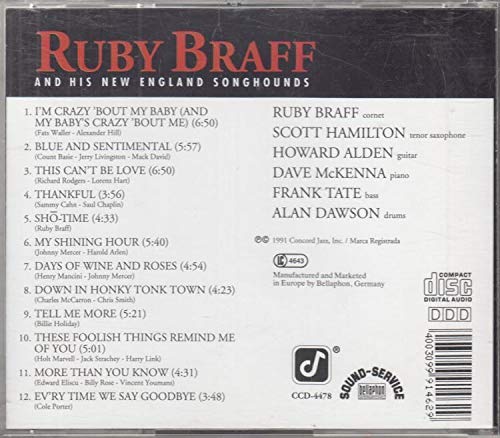 RUBY BRAFF
AND HIS NEW ENGLAND SONGHOUNDS
1. I'M CRAZY 'BOUT MY BABY (AND
MY BABY'S CRAZY 'BOUT ME) (6:50)
(Fats Waller - Alexander Hill)
2. BLUE AND SENTIMENTAL (5:57)
(Count Basie - Jerry Livingston - Mack David)
3. THIS CAN'T BE LOVE (6:50)
(Richard Rodgers - Lorenz Hart)
4. THANKFUL (3:56)
(Sammy Cahn - Saul Chaplin)
5. SHŌ-TIME (4:33)
(Ruby Braff)
6. MY SHINING HOUR (5:40)
(Johnny Mercer - Harold Arlen)
7. DAYS OF WINE AND ROSES (4:54)
(Henry Mancini - Johnny Mercer)
8. DOWN IN HONKY TONK TOWN (4:23)
(Charles McCarron - Chris Smith)
9. TELL ME MORE (5:21)
(Billie Holiday)
10. THESE FOOLISH THINGS REMIND ME
OF YOU (5:01)
(Holt Marvell - Jack Strachey - Harry Link)
11. MORE THAN YOU KNOW (4:31)
(Edward Eliscu - Billy Rose - Vincent Youmans)
12. EV'RY TIME WE SAY GOODBYE (3:48)
(Cole Porter)
RUBY BRAFF cornet
SCOTT HAMILTON tenor saxophone
HOWARD ALDEN guitar
DAVE McKENNA piano
FRANK TATE bass
ALAN DAWSON drums
℗© 1991 Concord Jazz, Inc. / Marca Registrada
LC 4643
Manufactured and Marketed
in Europe by Bellaphon, Germany
COMPACT
disc
DIGITAL AUDIO
DDD
CCD-4478
SOUND-SERVICE
bellaphon
4003099914629